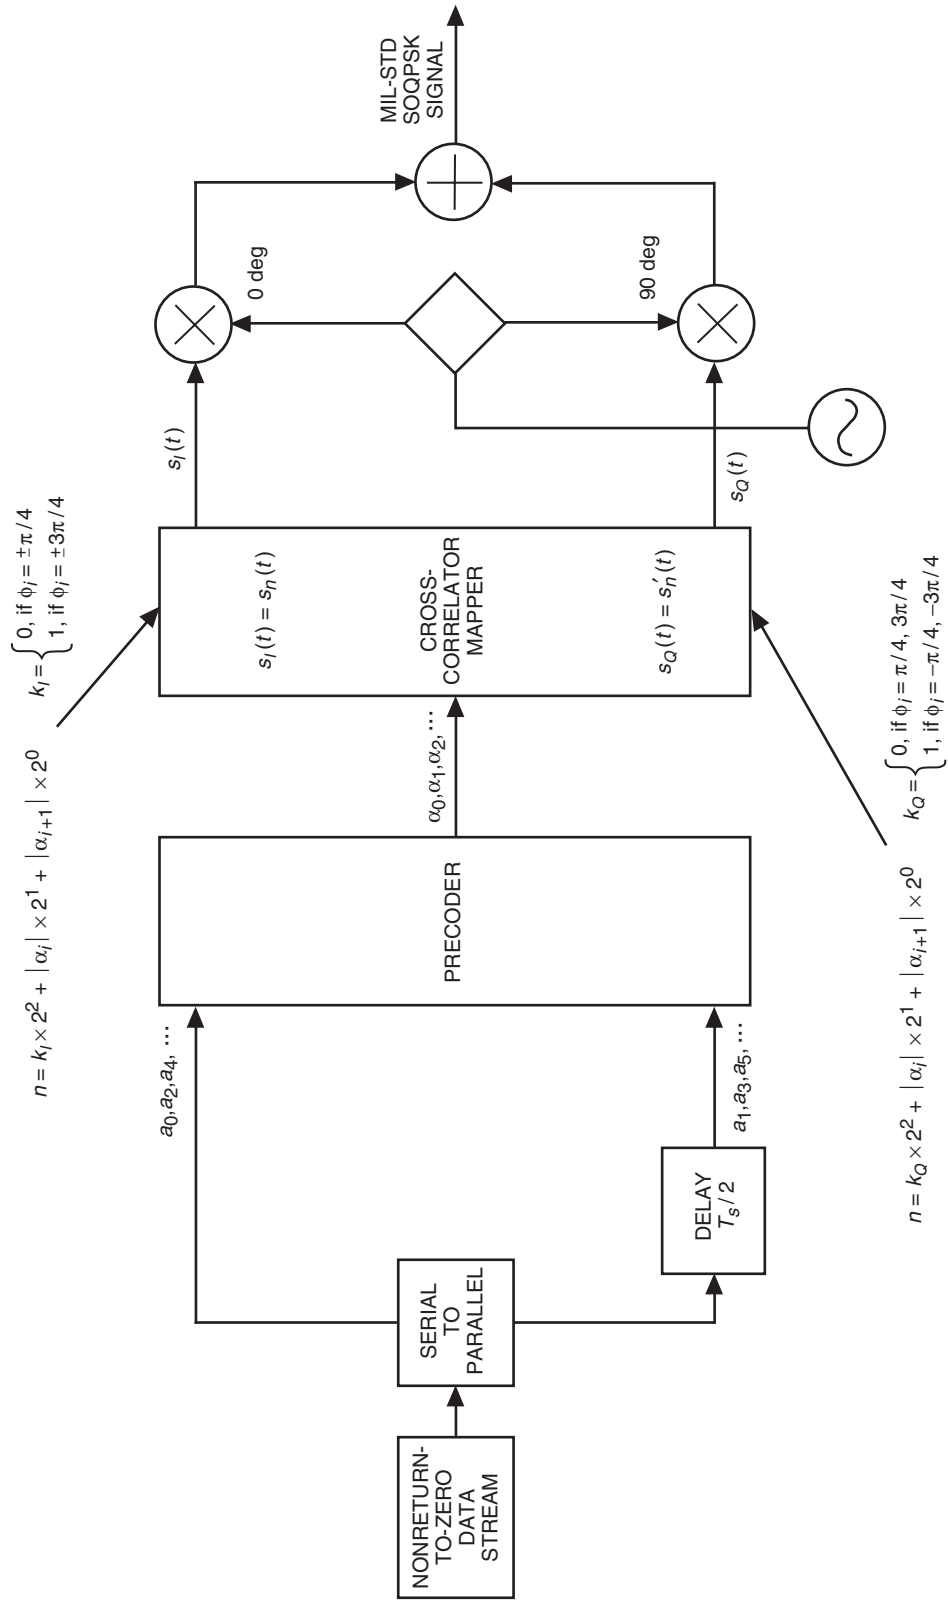 NONRETURN-
TO-ZERO
DATA
STREAM
SERIAL
TO
PARALLEL
DELAY
T_s / 2
a_0,a_2,a_4, ...
a_1,a_3,a_5, ...
PRECODER
α_0,α_1,α_2, ...
n = k_I × 2^2 + |α_i| × 2^1 + |α_{i+1}| × 2^0
k_I = { 0, if ϕ_i = ±π/4
1, if ϕ_i = ±3π/4
s_I(t) = s_n(t)
CROSS-
CORRELATOR
MAPPER
s_Q(t) = s'_n(t)
n = k_Q × 2^2 + |α_i| × 2^1 + |α_{i+1}| × 2^0
k_Q = { 0, if ϕ_i = π/4, 3π/4
1, if ϕ_i = −π/4, −3π/4
s_I(t)
s_Q(t)
0 deg
90 deg
MIL-STD
SOQPSK
SIGNAL